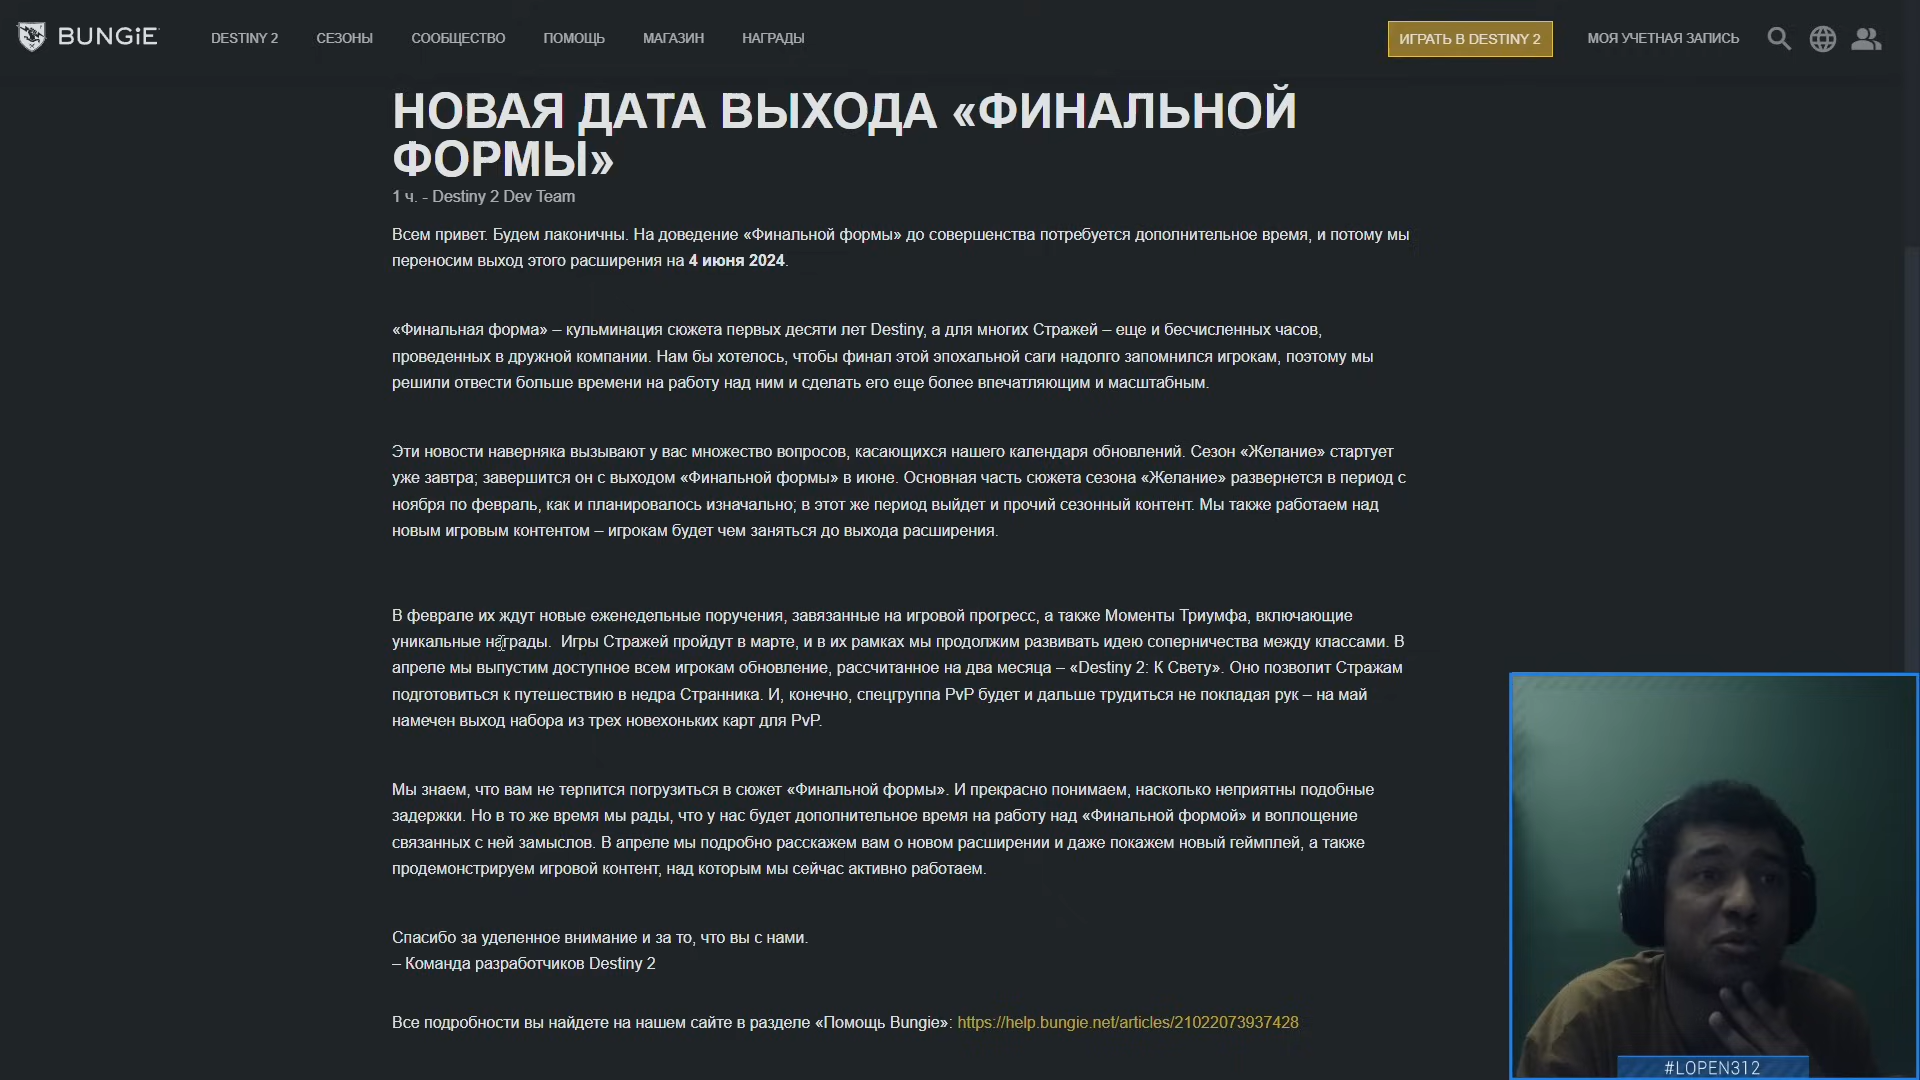 BUNGiE
DESTINY 2 СЕЗОНЫ СООБЩЕСТВО ПОМОЩЬ МАГАЗИН НАГРАДЫ
ИГРАТЬ В DESTINY 2
МОЯ УЧЕТНАЯ ЗАПИСЬ
НОВАЯ ДАТА ВЫХОДА «ФИНАЛЬНОЙ
ФОРМЫ»
1 ч. - Destiny 2 Dev Team
Всем привет. Будем лаконичны. На доведение «Финальной формы» до совершенства потребуется дополнительное время, и потому мы
переносим выход этого расширения на 4 июня 2024.
«Финальная форма» – кульминация сюжета первых десяти лет Destiny, а для многих Стражей – еще и бесчисленных часов,
проведенных в дружной компании. Нам бы хотелось, чтобы финал этой эпохальной саги надолго запомнился игрокам, поэтому мы
решили отвести больше времени на работу над ним и сделать его еще более впечатляющим и масштабным.
Эти новости наверняка вызывают у вас множество вопросов, касающихся нашего календаря обновлений. Сезон «Желание» стартует
уже завтра; завершится он с выходом «Финальной формы» в июне. Основная часть сюжета сезона «Желание» развернется в период с
ноября по февраль, как и планировалось изначально; в этот же период выйдет и прочий сезонный контент. Мы также работаем над
новым игровым контентом – игрокам будет чем заняться до выхода расширения.
В феврале их ждут новые еженедельные поручения, завязанные на игровой прогресс, а также Моменты Триумфа, включающие
уникальные награды. Игры Стражей пройдут в марте, и в их рамках мы продолжим развивать идею соперничества между классами. В
апреле мы выпустим доступное всем игрокам обновление, рассчитанное на два месяца – «Destiny 2: К Свету». Оно позволит Стражам
подготовиться к путешествию в недра Странника. И, конечно, спецгруппа PvP будет и дальше трудиться не покладая рук – на май
намечен выход набора из трех новехоньких карт для PvP.
Мы знаем, что вам не терпится погрузиться в сюжет «Финальной формы». И прекрасно понимаем, насколько неприятны подобные
задержки. Но в то же время мы рады, что у нас будет дополнительное время на работу над «Финальной формой» и воплощение
связанных с ней замыслов. В апреле мы подробно расскажем вам о новом расширении и даже покажем новый геймплей, а также
продемонстрируем игровой контент, над которым мы сейчас активно работаем.
Спасибо за уделенное внимание и за то, что вы с нами.
– Команда разработчиков Destiny 2
Все подробности вы найдете на нашем сайте в разделе «Помощь Bungie»: https://help.bungie.net/articles/21022073937428
#LOPEN312